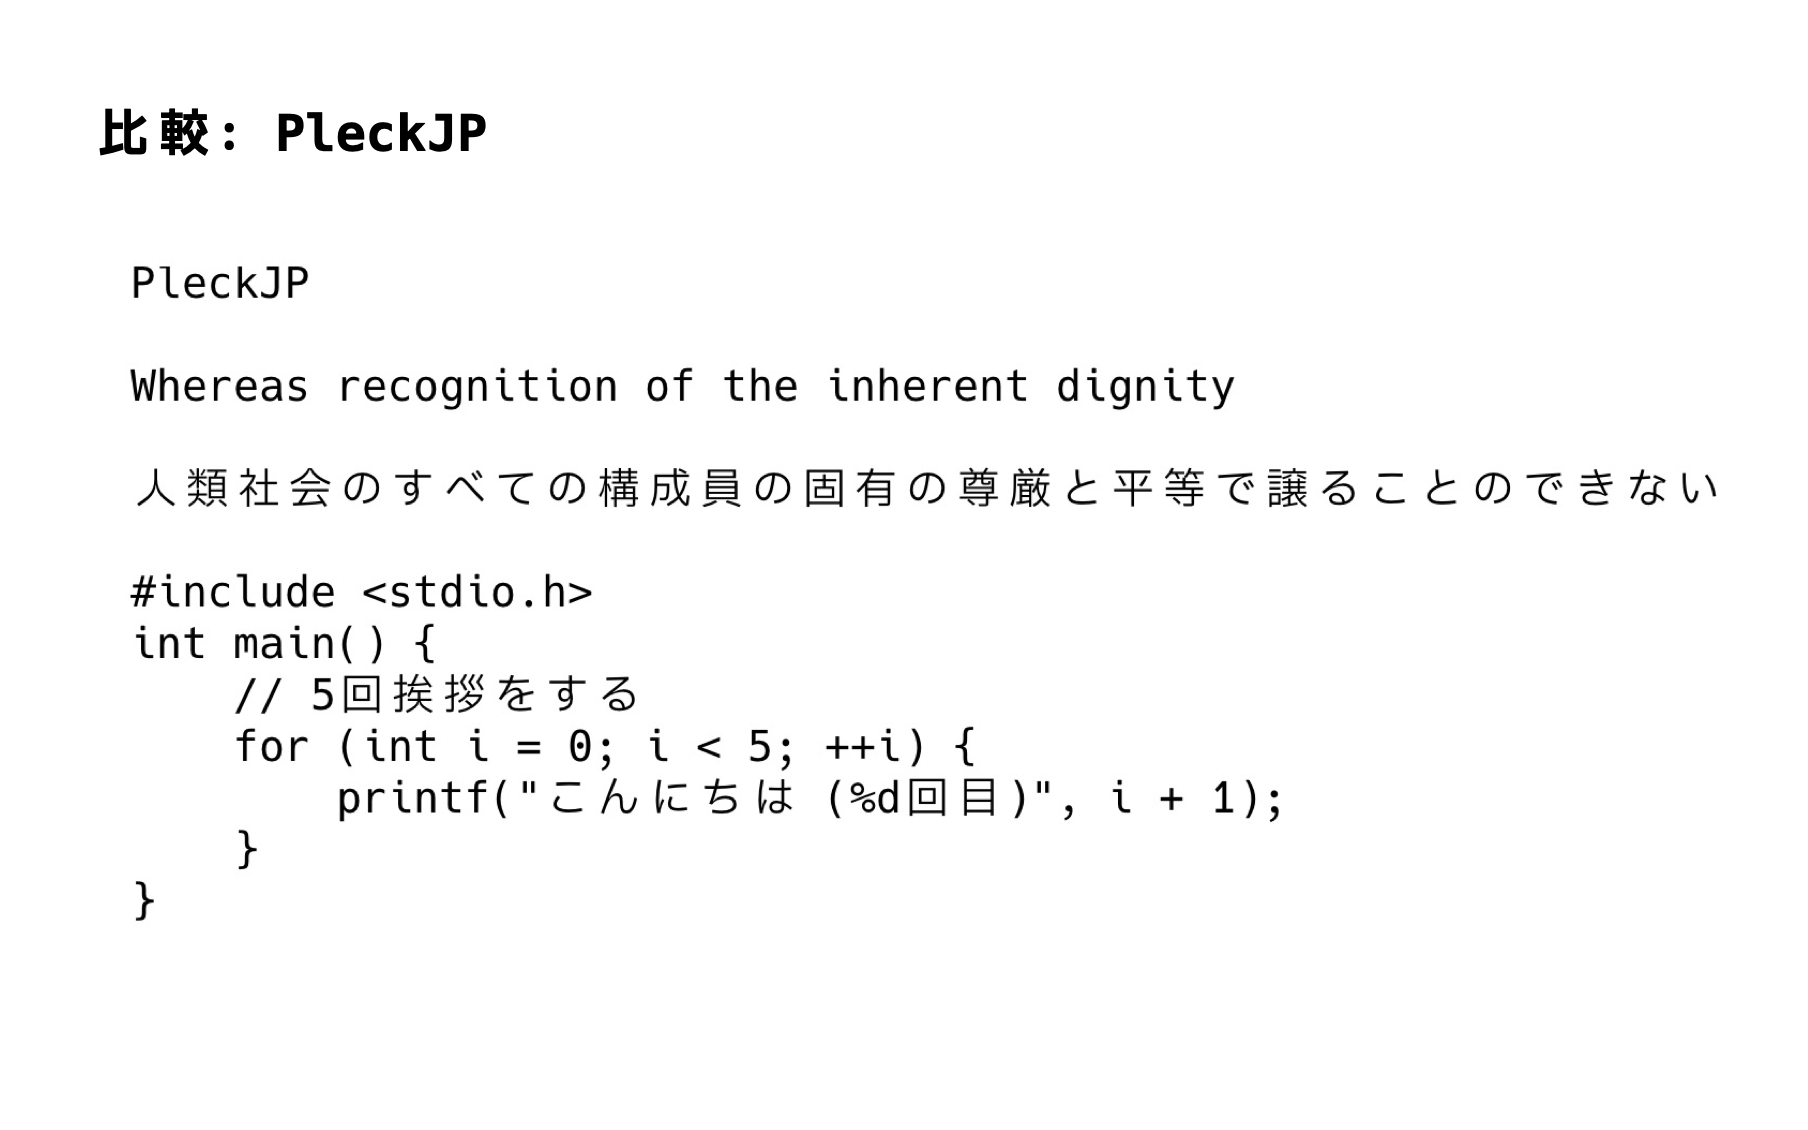 比較: PleckJP
PleckJP
Whereas recognition of the inherent dignity
人類社会のすべての構成員の固有の尊厳と平等で譲ることのできない
#include <stdio.h>
int main() {
    // 5回挨拶をする
    for (int i = 0; i < 5; ++i) {
        printf("こんにちは (%d回目)", i + 1);
    }
}